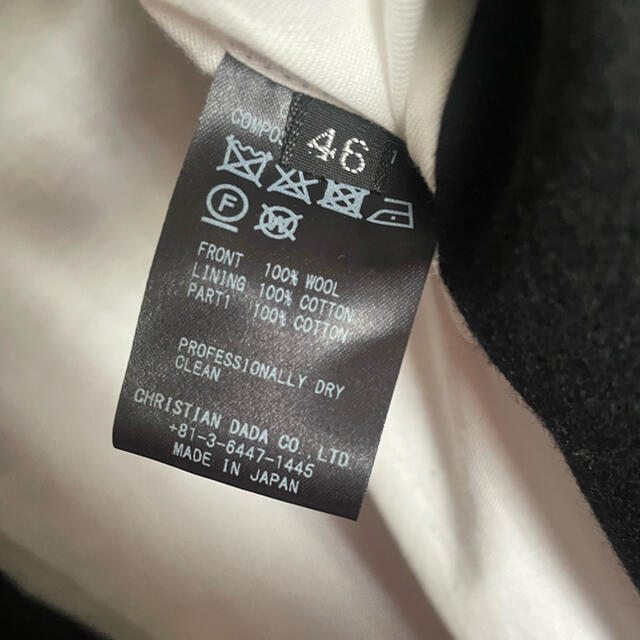 46
FRONT 100% WOOL
LINING 100% COTTON
PART1 100% COTTON
PROFESSIONALLY DRY
CLEAN
CHRISTIAN DADA CO.,LTD
+81-3-6447-1445
MADE IN JAPAN